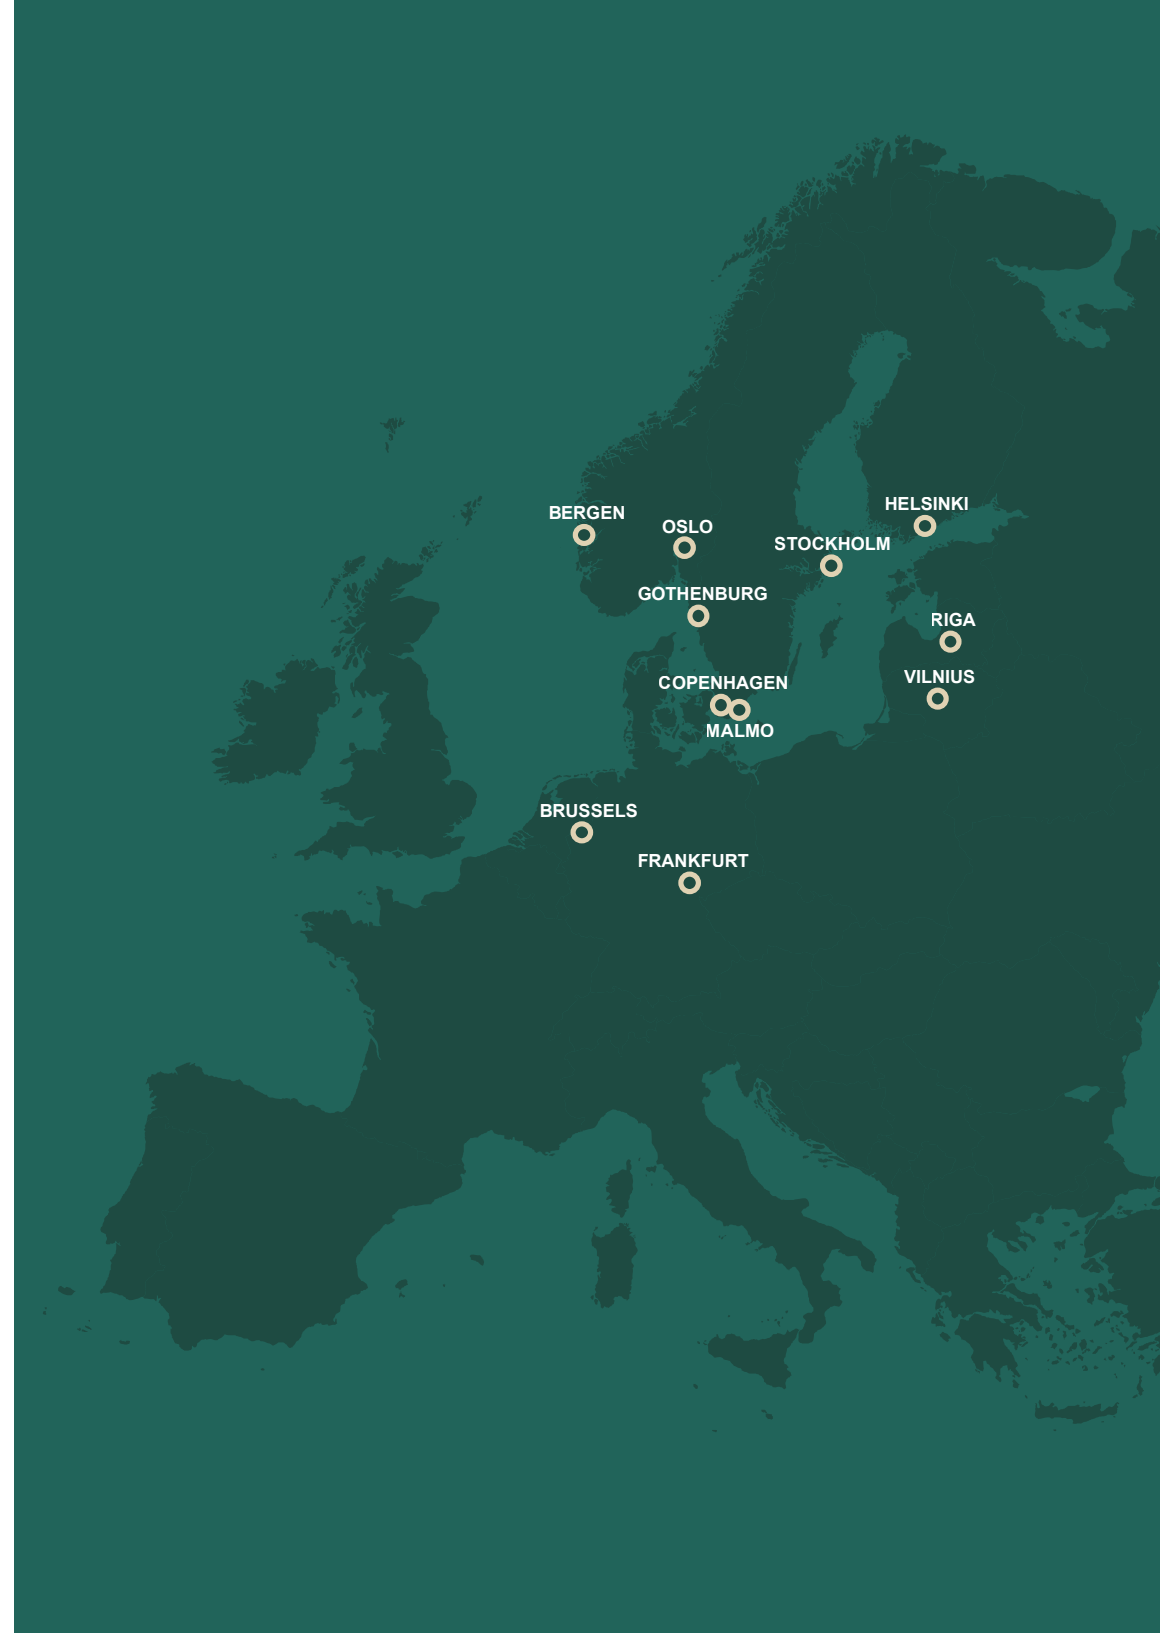 HELSINKI
BERGEN
OSLO
STOCKHOLM
GOTHENBURG
RIGA
VILNIUS
COPENHAGEN
MALMO
BRUSSELS
FRANKFURT